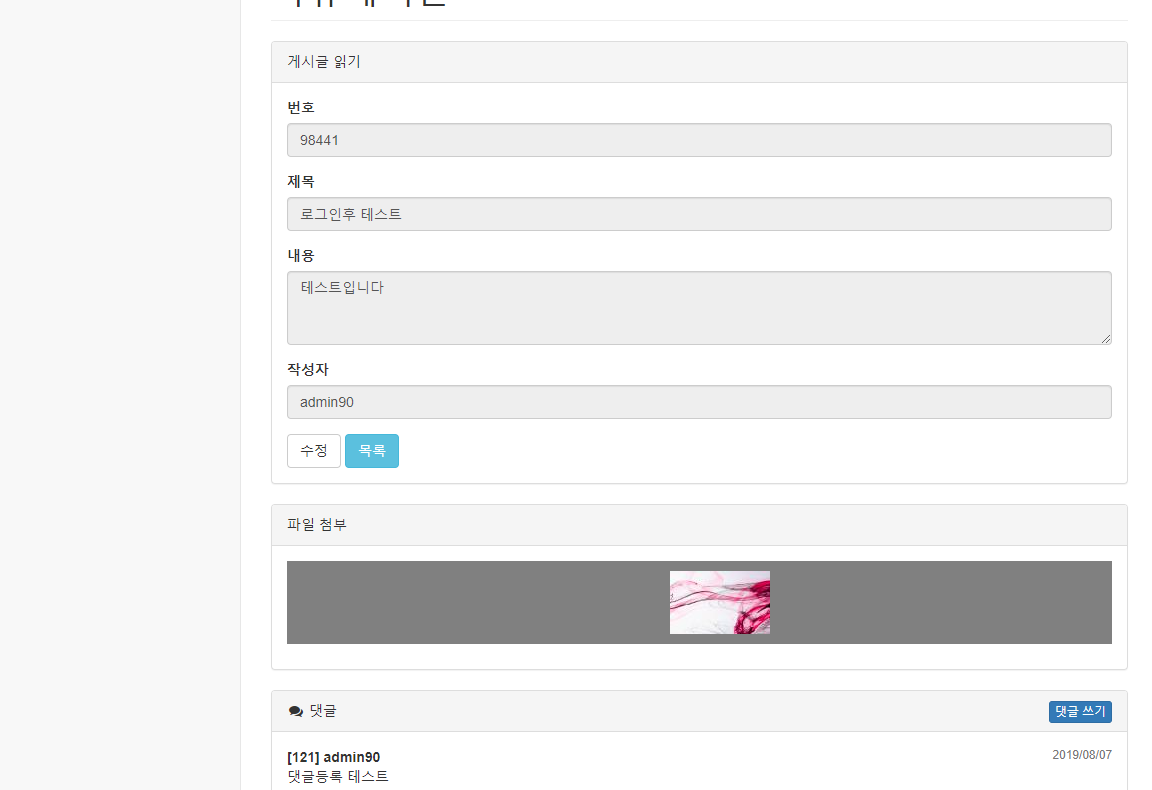 게시글 읽기
번호
98441
제목
로그인후 테스트
내용
테스트입니다
작성자
admin90
수정 목록
파일 첨부
댓글 댓글 쓰기
[121] admin90 2019/08/07
댓글등록 테스트